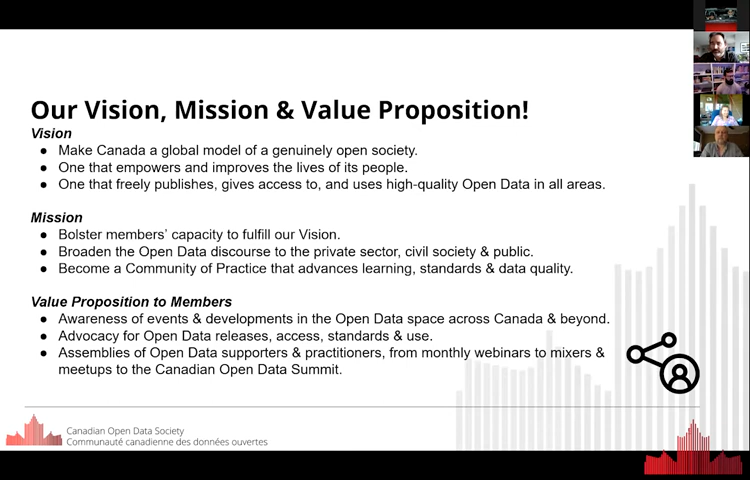 Our Vision, Mission & Value Proposition!
Vision
● Make Canada a global model of a genuinely open society.
● One that empowers and improves the lives of its people.
● One that freely publishes, gives access to, and uses high-quality Open Data in all areas.
Mission
● Bolster members' capacity to fulfill our Vision.
● Broaden the Open Data discourse to the private sector, civil society & public.
● Become a Community of Practice that advances learning, standards & data quality.
Value Proposition to Members
● Awareness of events & developments in the Open Data space across Canada & beyond.
● Advocacy for Open Data releases, access, standards & use.
● Assemblies of Open Data supporters & practitioners, from monthly webinars to mixers &
meetups to the Canadian Open Data Summit.
Canadian Open Data Society
Communauté canadienne des données ouvertes